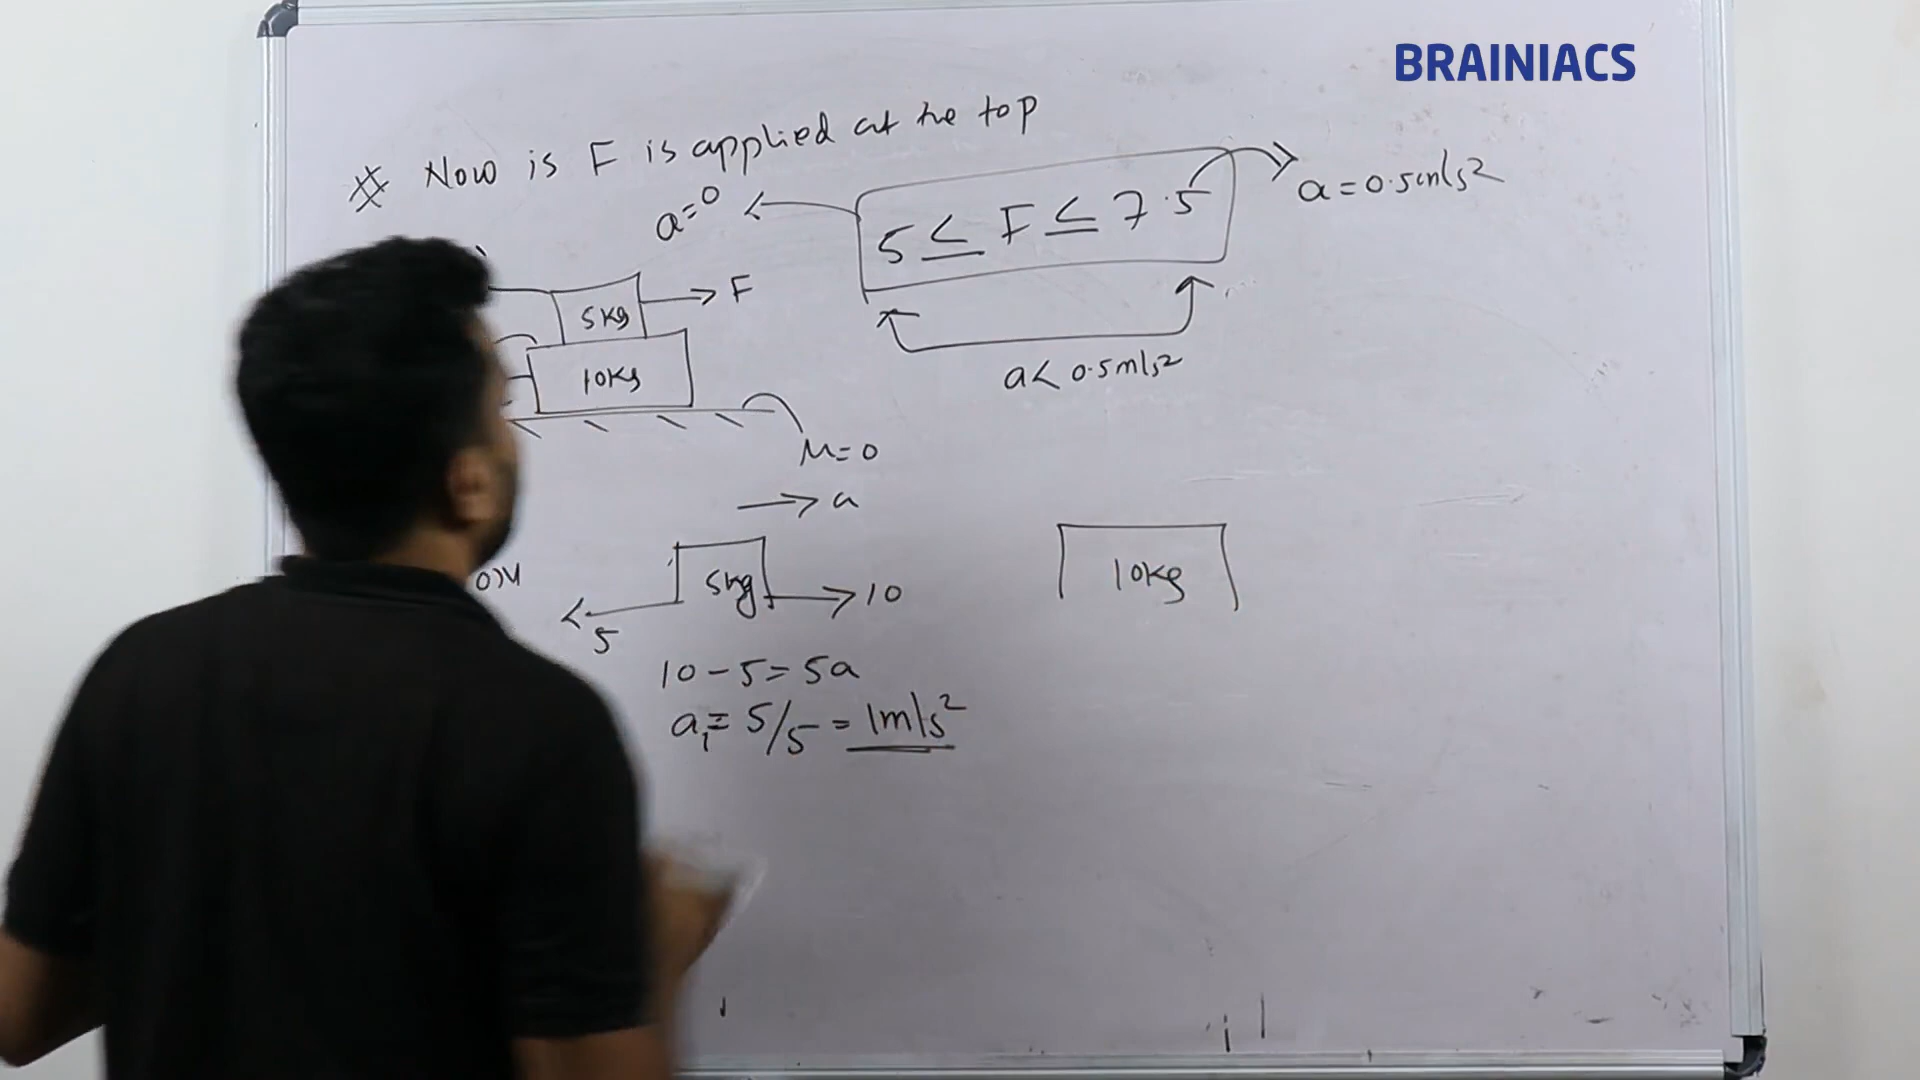 BRAINIACS
# Now is F is applied at the top
a=0
5 ≤ F ≤ 7.5
a=0.5m/s²
5kg
F
10kg
a< 0.5m/s²
μ=0
a
5kg
10
5
10kg
10-5=5a
a₁= 5/5 = 1m/s²